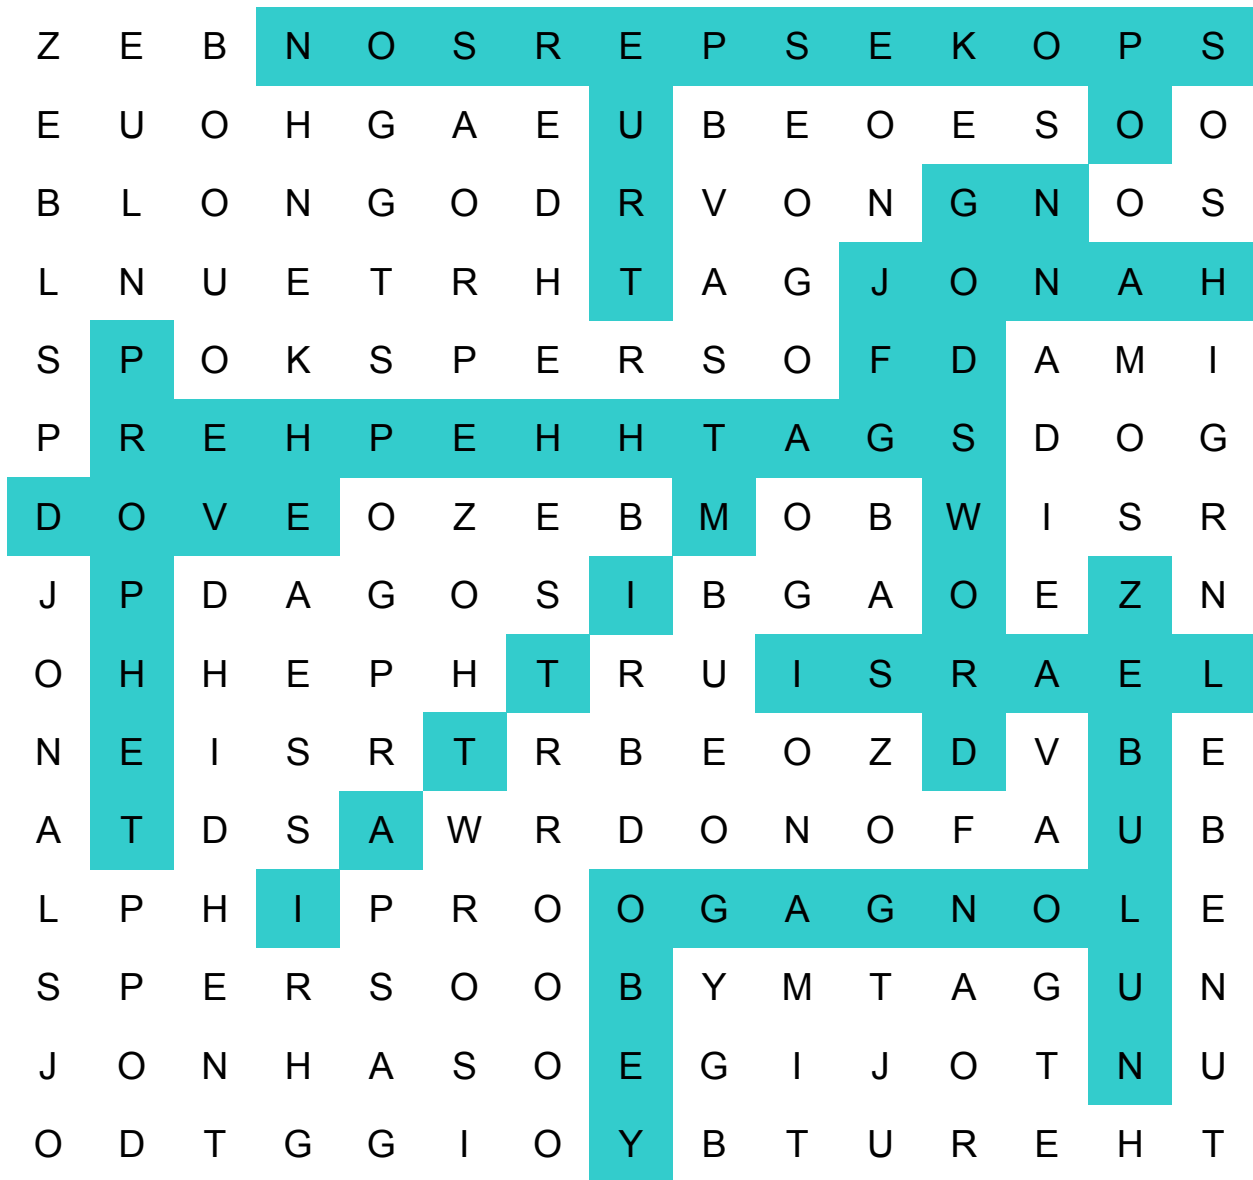 Z E B N O S R E P S E K O P S
E U O H G A E U B E O E S O O
B L O N G O D R V O N G N O S
L N U E T R H T A G J O N A H
S P O K S P E R S O F D A M I
P R E H P E H H T A G S D O G
D O V E O Z E B M O B W I S R
J P D A G O S I B G A O E Z N
O H H E P H T R U I S R A E L
N E I S R T R B E O Z D V B E
A T D S A W R D O N O F A U B
L P H I P R O O G A G N O L E
S P E R S O O B Y M T A G U N
J O N H A S O E G I J O T N U
O D T G G I O Y B T U R E H T